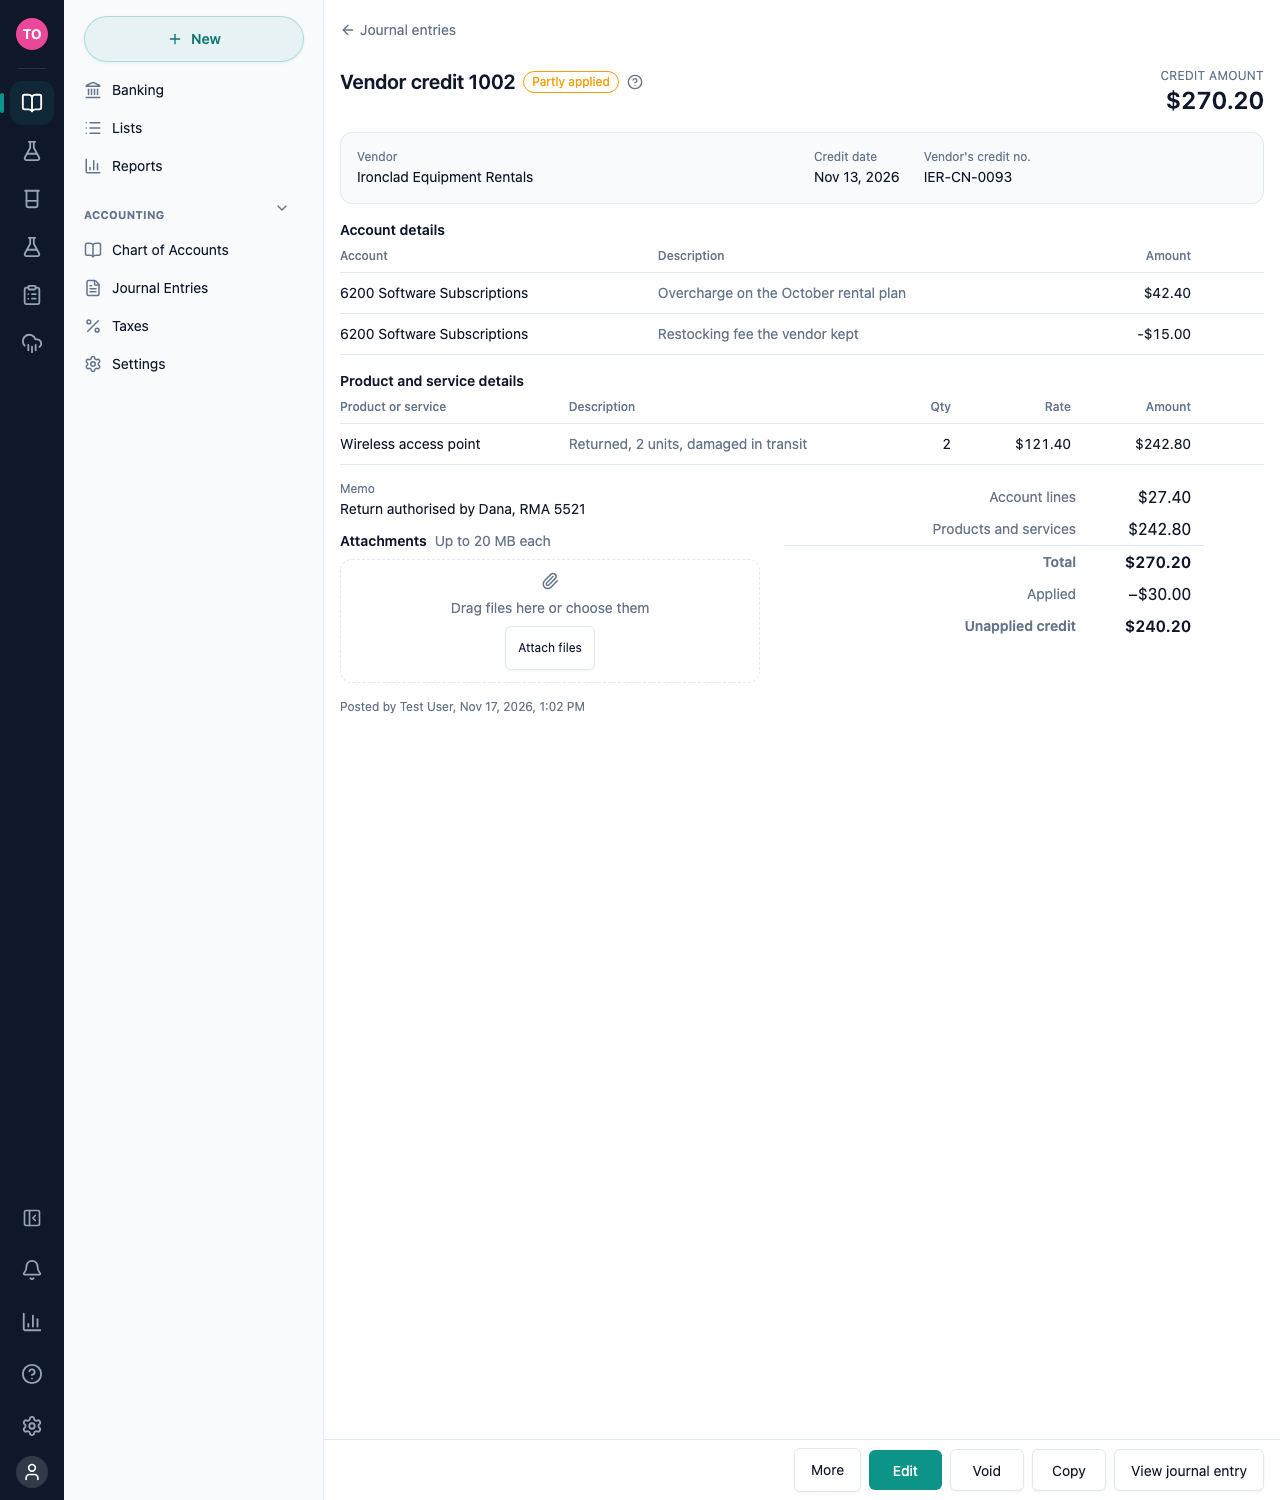 TO
New
Banking
Lists
Reports
ACCOUNTING
Chart of Accounts
Journal Entries
Taxes
Settings
Journal entries
Vendor credit 1002 Partly applied
CREDIT AMOUNT
$270.20
Vendor Credit date Vendor's credit no.
Ironclad Equipment Rentals Nov 13, 2026 IER-CN-0093
Account details
Account Description Amount
6200 Software Subscriptions Overcharge on the October rental plan $42.40
6200 Software Subscriptions Restocking fee the vendor kept -$15.00
Product and service details
Product or service Description Qty Rate Amount
Wireless access point Returned, 2 units, damaged in transit 2 $121.40 $242.80
Memo
Return authorised by Dana, RMA 5521
Attachments Up to 20 MB each
Drag files here or choose them
Attach files
Posted by Test User, Nov 17, 2026, 1:02 PM
Account lines $27.40
Products and services $242.80
Total $270.20
Applied –$30.00
Unapplied credit $240.20
More Edit Void Copy View journal entry